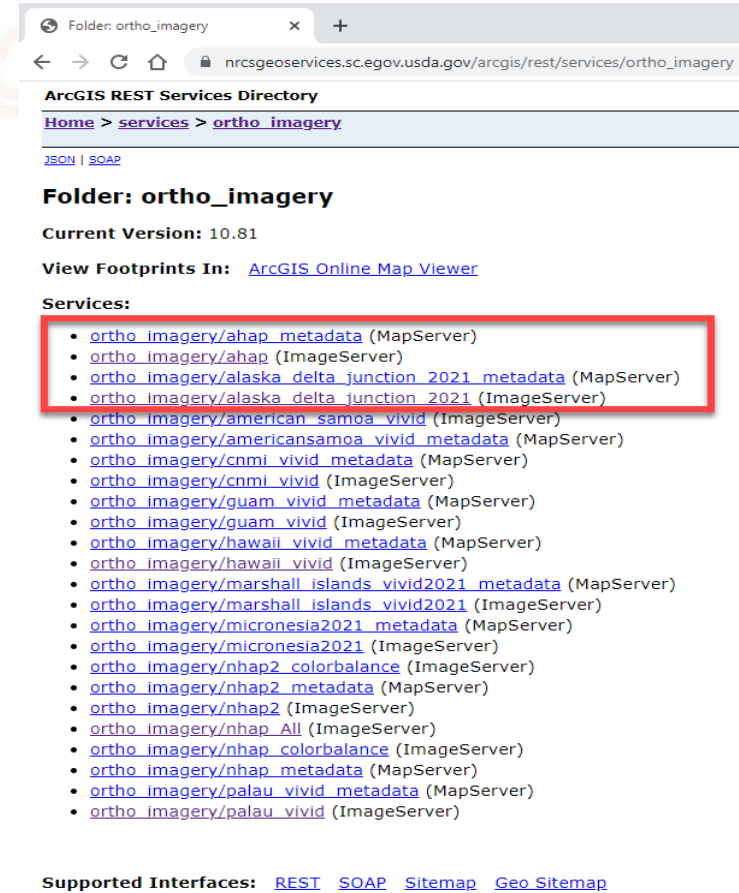 Folder: ortho_imagery × +
nrcsgeoservices.sc.egov.usda.gov/arcgis/rest/services/ortho_imagery
ArcGIS REST Services Directory
Home > services > ortho_imagery
JSON | SOAP
Folder: ortho_imagery
Current Version: 10.81
View Footprints In: ArcGIS Online Map Viewer
Services:
• ortho_imagery/ahap_metadata (MapServer)
• ortho_imagery/ahap (ImageServer)
• ortho_imagery/alaska_delta_junction_2021_metadata (MapServer)
• ortho_imagery/alaska_delta_junction_2021 (ImageServer)
• ortho_imagery/american_samoa_vivid (ImageServer)
• ortho_imagery/americansamoa_vivid_metadata (MapServer)
• ortho_imagery/cnmi_vivid_metadata (MapServer)
• ortho_imagery/cnmi_vivid (ImageServer)
• ortho_imagery/guam_vivid_metadata (MapServer)
• ortho_imagery/guam_vivid (ImageServer)
• ortho_imagery/hawaii_vivid_metadata (MapServer)
• ortho_imagery/hawaii_vivid (ImageServer)
• ortho_imagery/marshall_islands_vivid2021_metadata (MapServer)
• ortho_imagery/marshall_islands_vivid2021 (ImageServer)
• ortho_imagery/micronesia2021_metadata (MapServer)
• ortho_imagery/micronesia2021 (ImageServer)
• ortho_imagery/nhap2_colorbalance (ImageServer)
• ortho_imagery/nhap2_metadata (MapServer)
• ortho_imagery/nhap2 (ImageServer)
• ortho_imagery/nhap_All (ImageServer)
• ortho_imagery/nhap_colorbalance (ImageServer)
• ortho_imagery/nhap_metadata (MapServer)
• ortho_imagery/palau_vivid_metadata (MapServer)
• ortho_imagery/palau_vivid (ImageServer)
Supported Interfaces: REST SOAP Sitemap Geo Sitemap